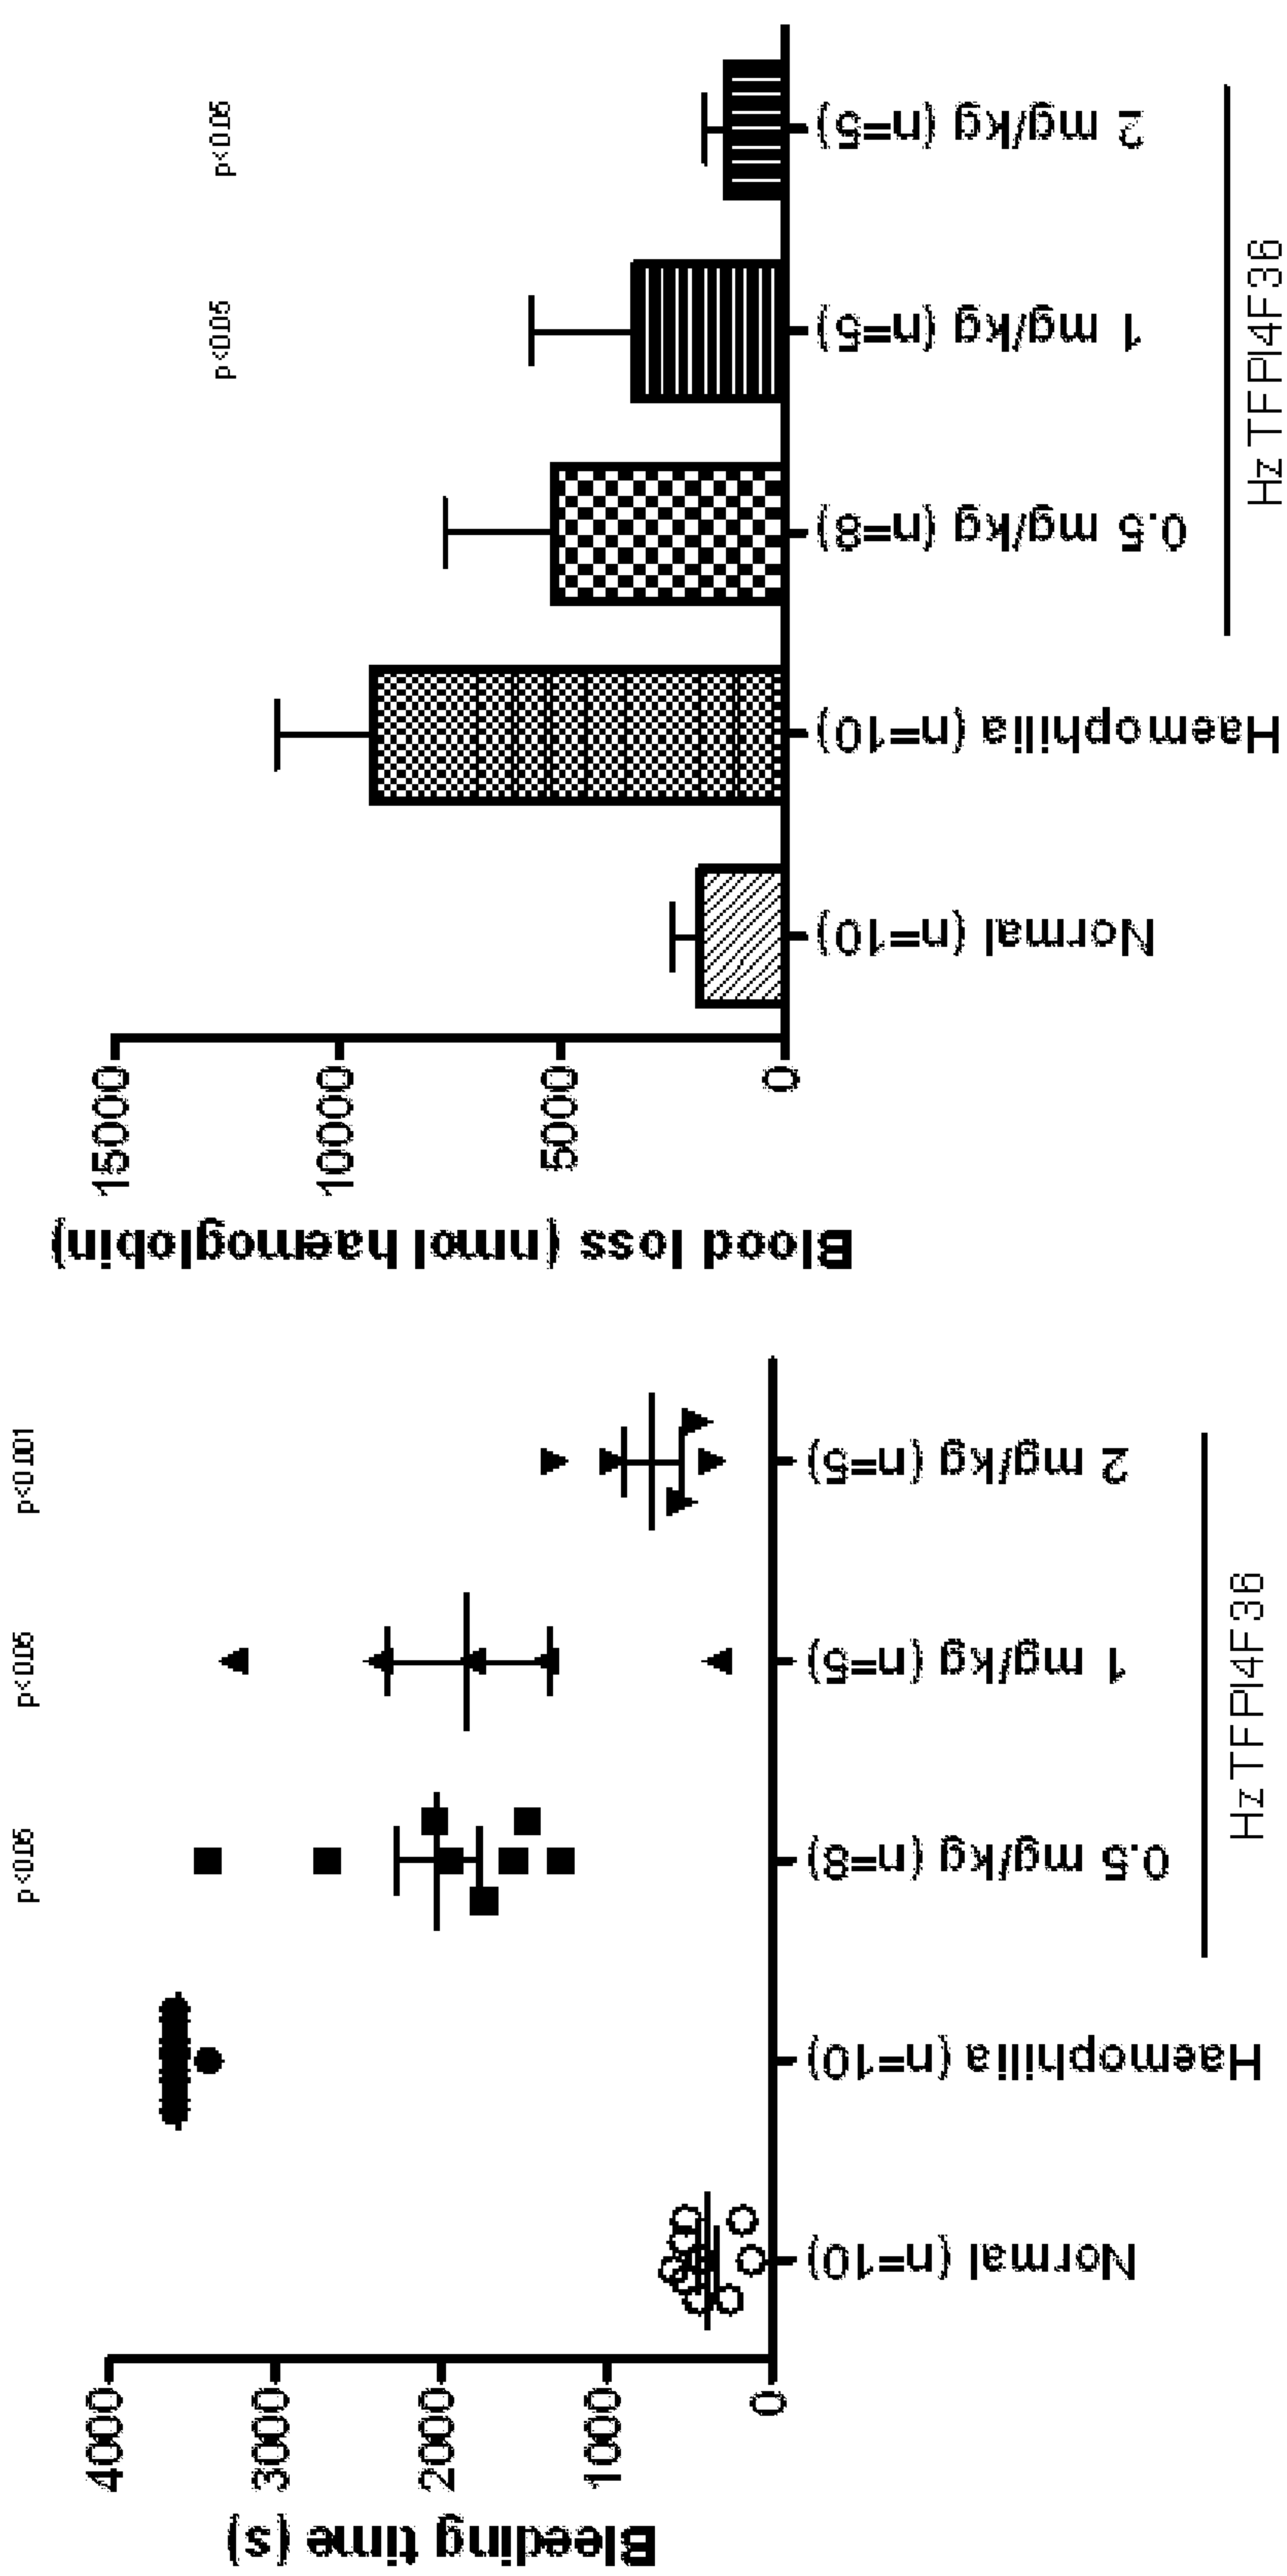 p<0.05
p<0.05
p<0.001
4000
3000
2000
1000
0
Bleeding time (s)
Normal (n=10)
Haemophilia (n=10)
0.5 mg/kg (n=8)
1 mg/kg (n=5)
2 mg/kg (n=5)
Hz TFPI4F36
p<0.05
p<0.05
15000
10000
5000
0
Blood loss (nmol haemoglobin)
Normal (n=10)
Haemophilia (n=10)
0.5 mg/kg (n=8)
1 mg/kg (n=5)
2 mg/kg (n=5)
Hz TFPI4F36